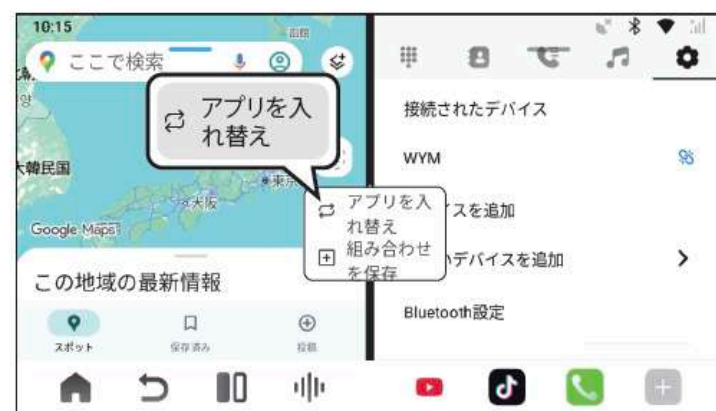 10:15
ここで検索
アプリを入
れ替え
大韓民国
大阪
東京
Google Maps
アプリを入
れ替え
組み合わせ
を保存
この地域の最新情報
スポット
保存済み
投稿
接続されたデバイス
WYM
イスを追加
いデバイスを追加
Bluetooth設定